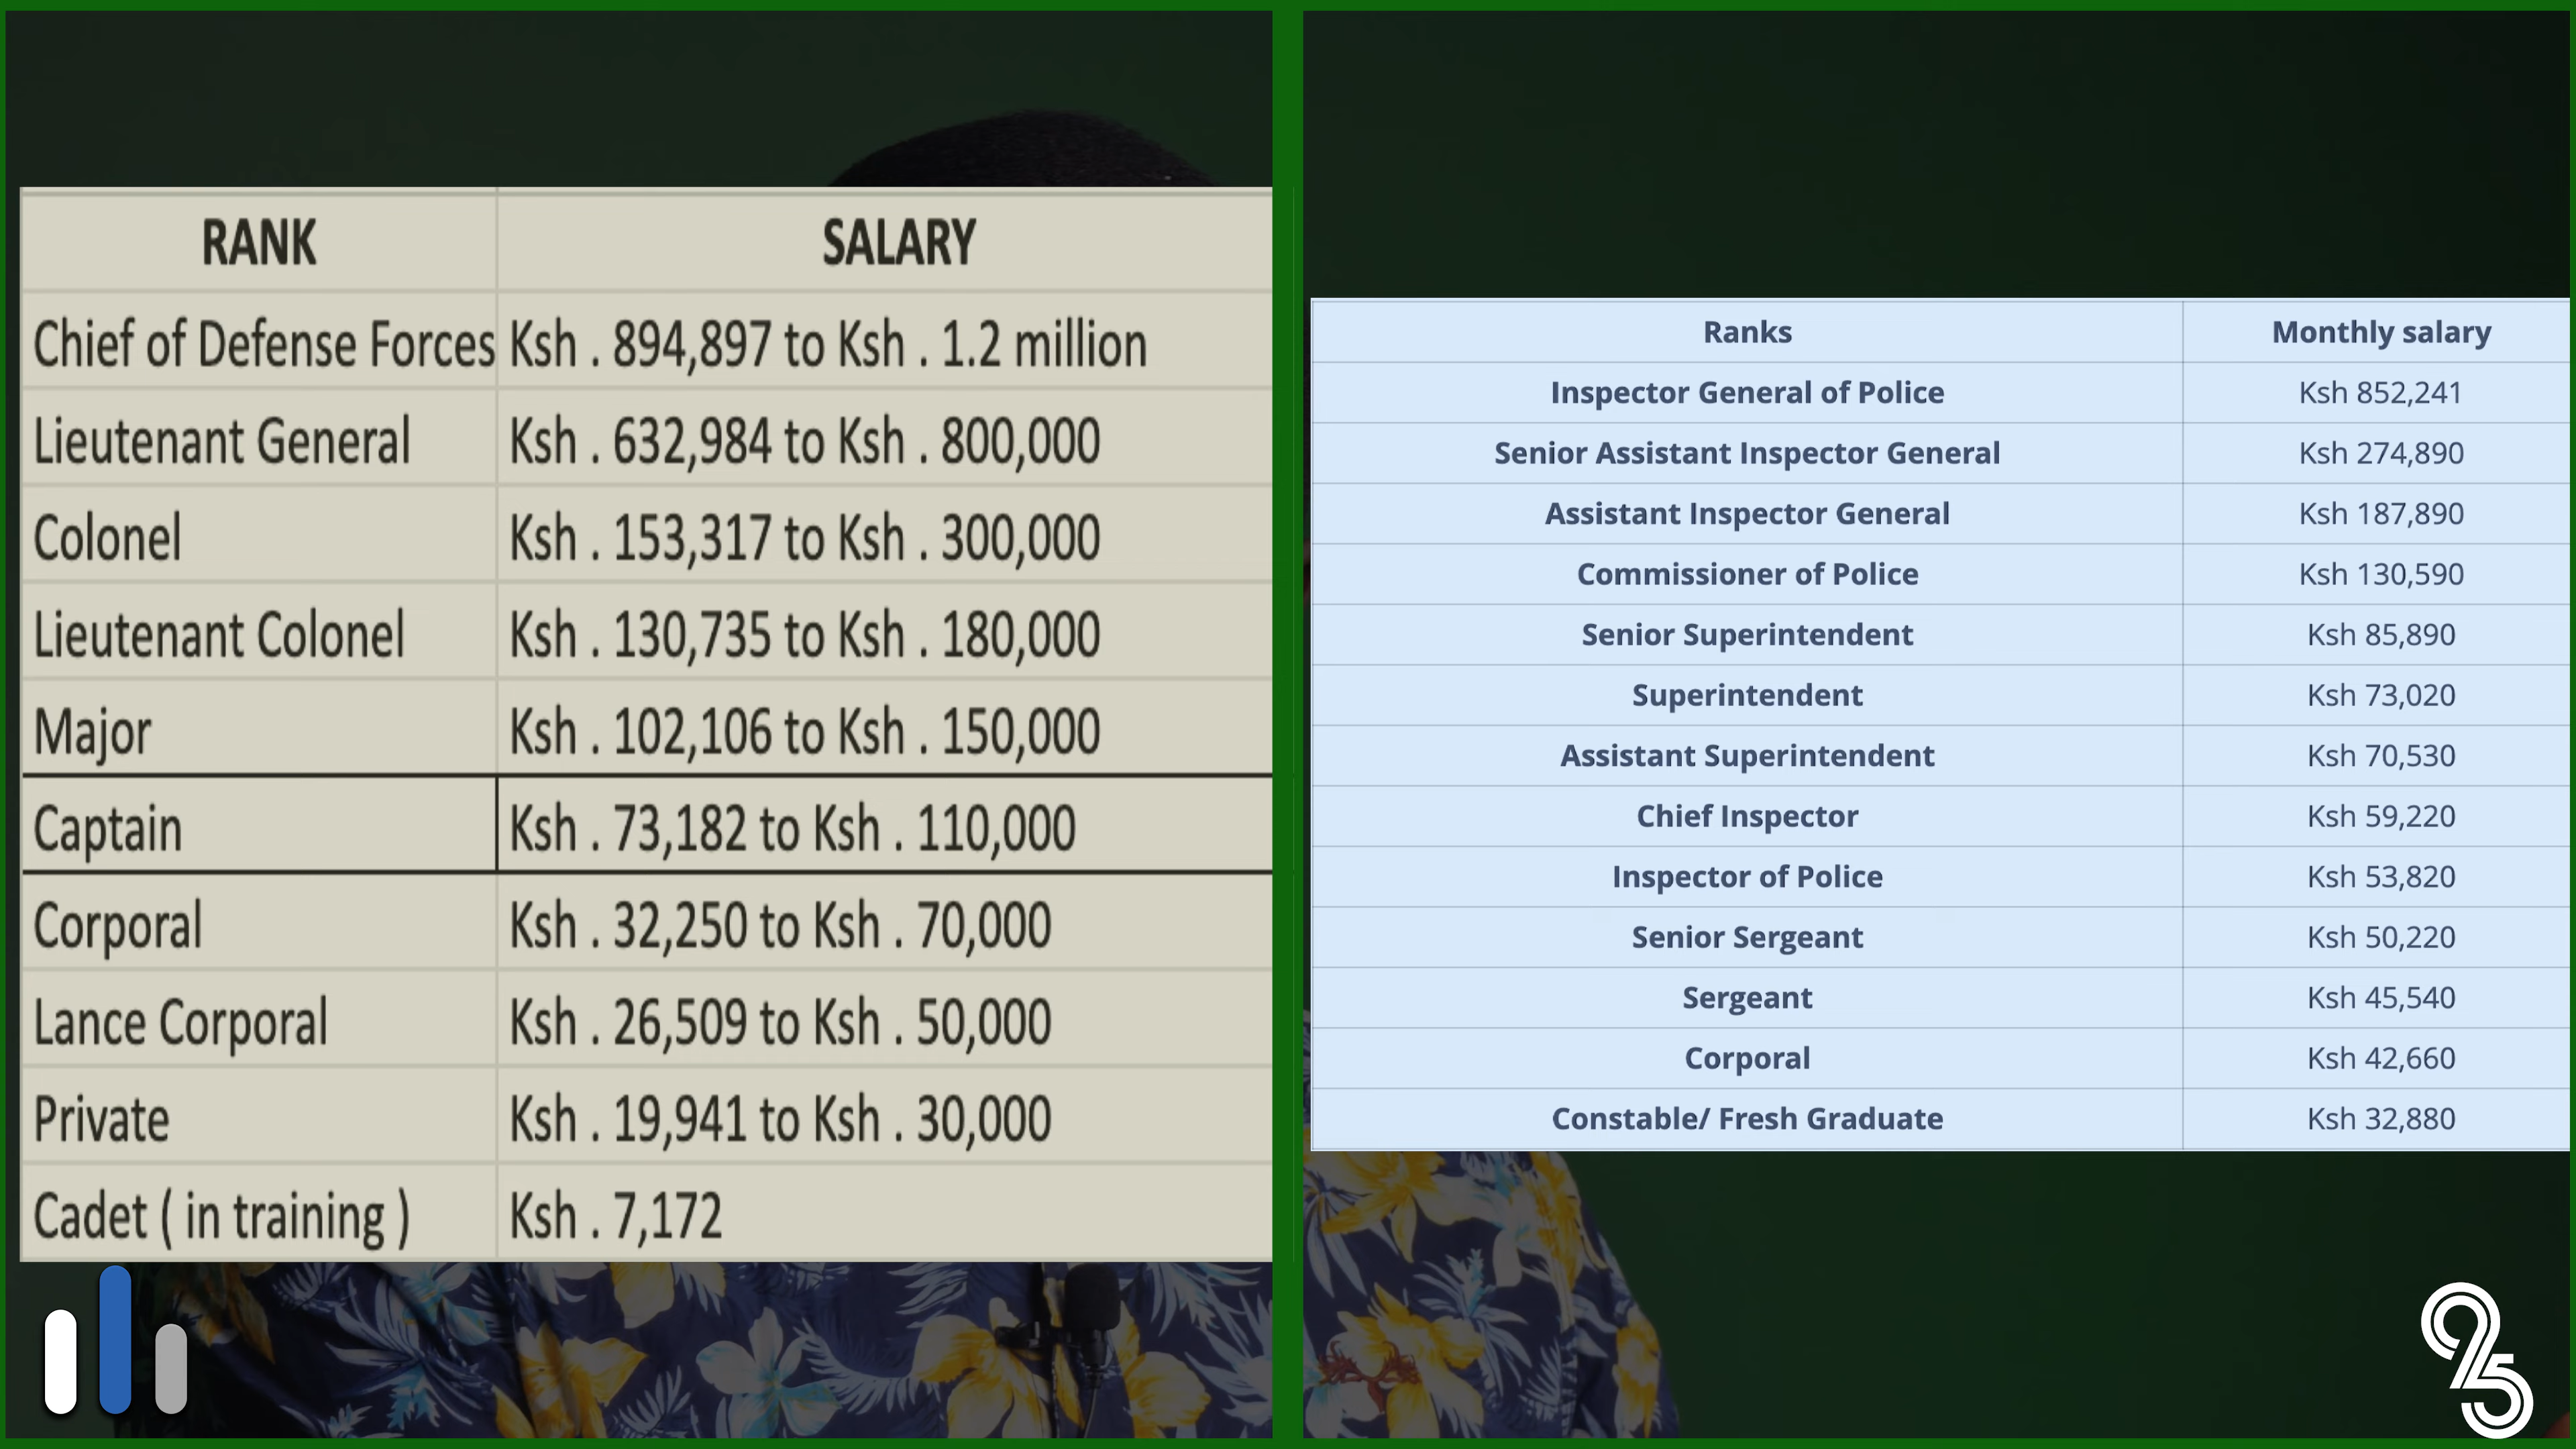 RANK SALARY
Chief of Defense Forces Ksh . 894,897 to Ksh . 1.2 million
Lieutenant General Ksh . 632,984 to Ksh . 800,000
Colonel Ksh . 153,317 to Ksh . 300,000
Lieutenant Colonel Ksh . 130,735 to Ksh . 180,000
Major Ksh . 102,106 to Ksh . 150,000
Captain Ksh . 73,182 to Ksh . 110,000
Corporal Ksh . 32,250 to Ksh . 70,000
Lance Corporal Ksh . 26,509 to Ksh . 50,000
Private Ksh . 19,941 to Ksh . 30,000
Cadet ( in training ) Ksh . 7,172
Ranks Monthly salary
Inspector General of Police Ksh 852,241
Senior Assistant Inspector General Ksh 274,890
Assistant Inspector General Ksh 187,890
Commissioner of Police Ksh 130,590
Senior Superintendent Ksh 85,890
Superintendent Ksh 73,020
Assistant Superintendent Ksh 70,530
Chief Inspector Ksh 59,220
Inspector of Police Ksh 53,820
Senior Sergeant Ksh 50,220
Sergeant Ksh 45,540
Corporal Ksh 42,660
Constable/ Fresh Graduate Ksh 32,880
95